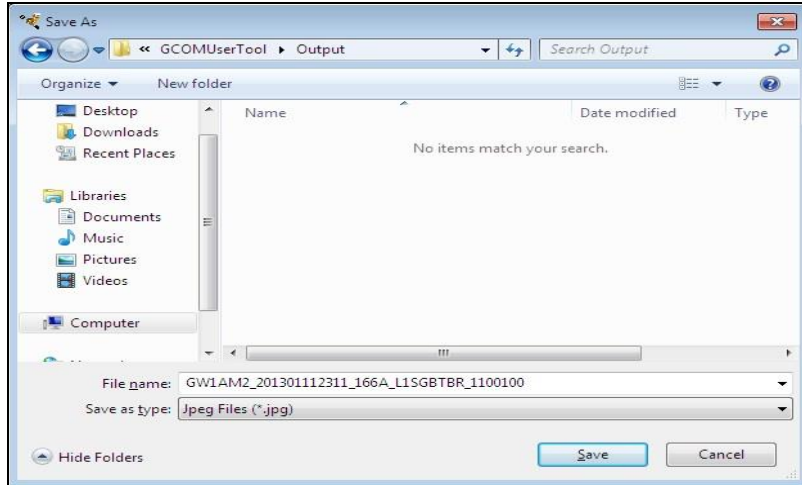 Save As
« GCOMUserTool ▸ Output
Search Output
Organize
New folder
Name
Date modified
Type
No items match your search.
Desktop
Downloads
Recent Places
Libraries
Documents
Music
Pictures
Videos
Computer
File name: GW1AM2_201301112311_166A_L1SGBTBR_1100100
Save as type: Jpeg Files (*.jpg)
Hide Folders
Save
Cancel